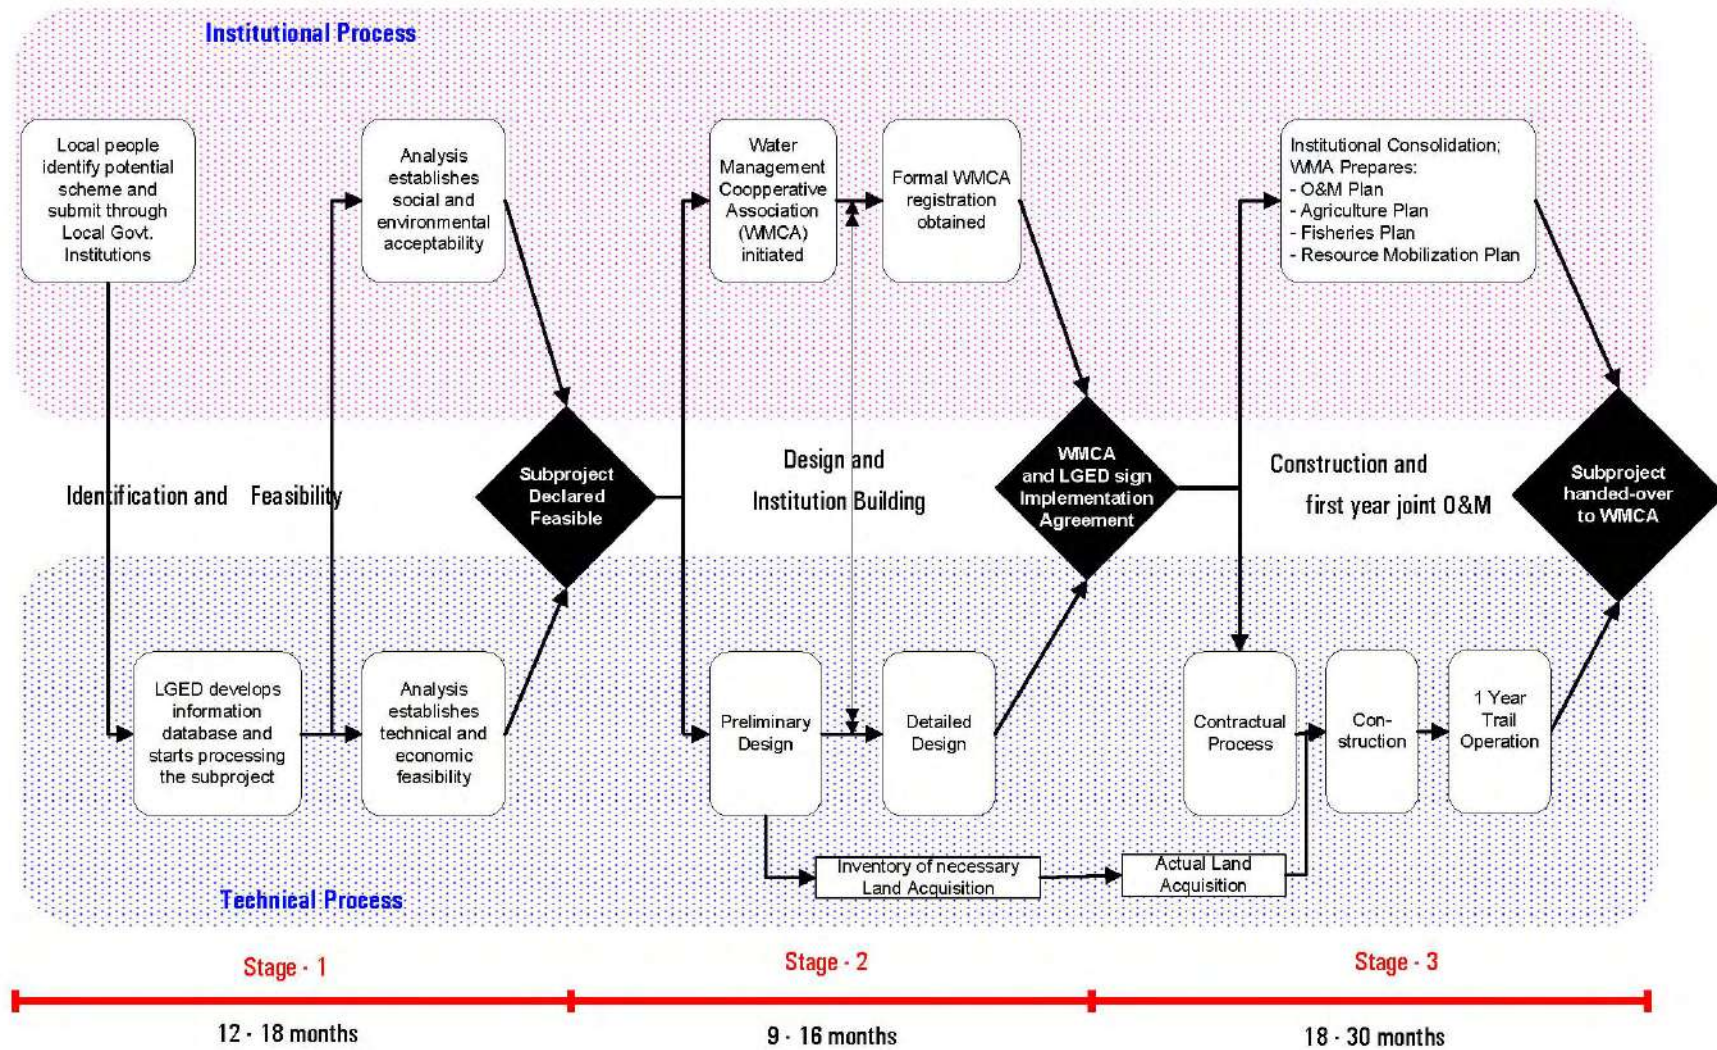 Institutional Process
Local people
identify potential
scheme and
submit through
Local Govt.
Institutions
Analysis
establishes
social and
environmental
acceptability
Water
Management
Coopperative
Association
(WMCA)
initiated
Formal WMCA
registration
obtained
Institutional Consolidation;
WMA Prepares:
- O&M Plan
- Agriculture Plan
- Fisheries Plan
- Resource Mobilization Plan
Identification and Feasibility
Subproject
Declared
Feasible
Design and
Institution Building
WMCA
and LGED sign
Implementation
Agreement
Construction and
first year joint O&M
Subproject
handed-over
to WMCA
LGED develops
information
database and
starts processing
the subproject
Analysis
establishes
technical and
economic
feasibility
Preliminary
Design
Detailed
Design
Contractual
Process
Con-
struction
1 Year
Trail
Operation
Inventory of necessary
Land Acquisition
Actual Land
Acquisition
Technical Process
Stage - 1
Stage - 2
Stage - 3
12 - 18 months
9 - 16 months
18 - 30 months